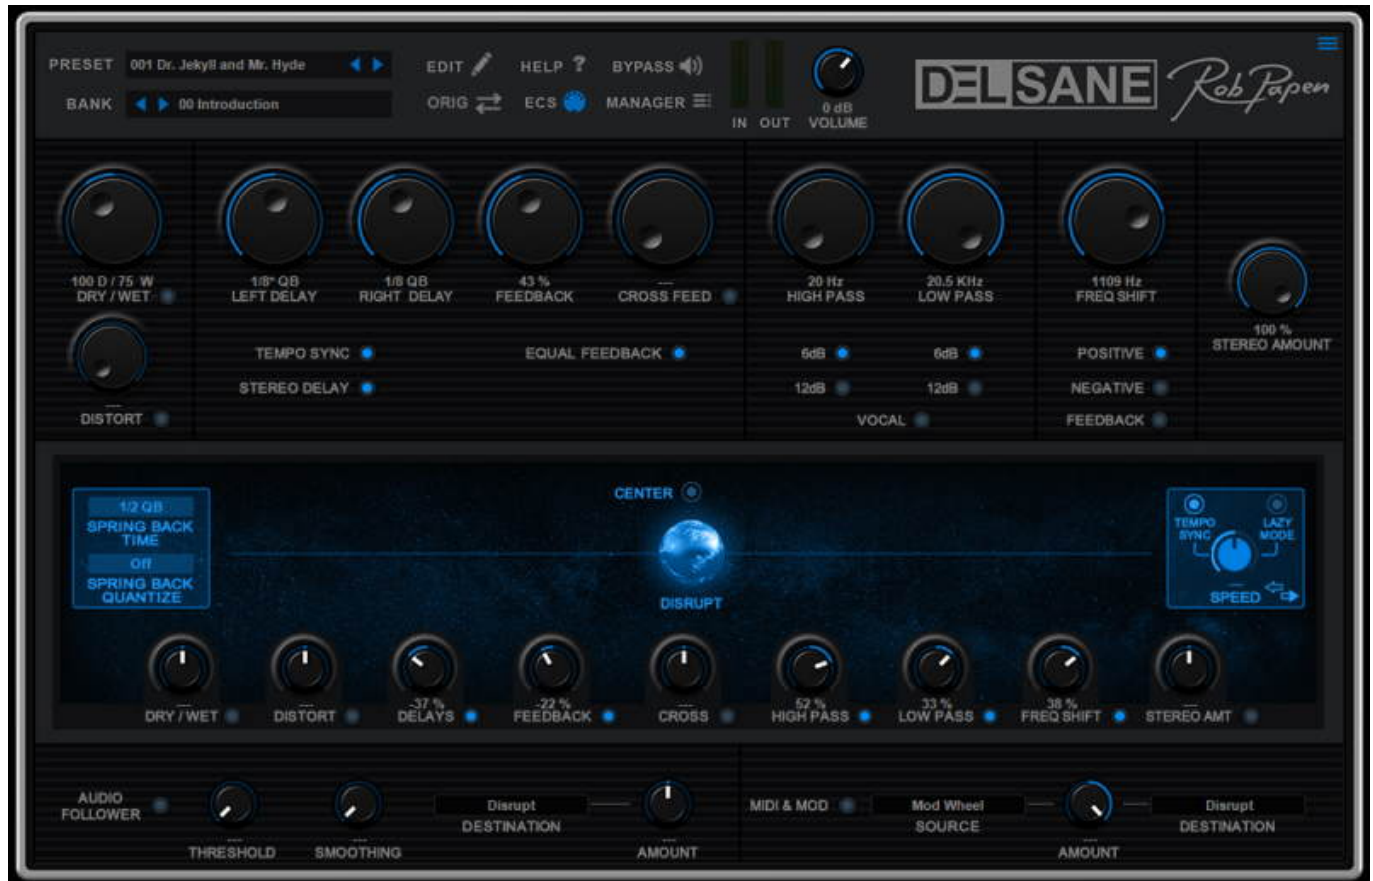 PRESET 001 Dr. Jekyll and Mr. Hyde EDIT HELP ? BYPASS
BANK 00 Introduction ORIG ECS MANAGER
IN OUT
0 dB
VOLUME
DELSANE
Rob Papen
100 D / 75 W
DRY / WET
1/8* QB
LEFT DELAY
1/8 QB
RIGHT DELAY
43 %
FEEDBACK
---
CROSS FEED
20 Hz
HIGH PASS
20.5 KHz
LOW PASS
1109 Hz
FREQ SHIFT
100 %
STEREO AMOUNT
---
DISTORT
TEMPO SYNC
STEREO DELAY
EQUAL FEEDBACK
6dB 6dB
12dB 12dB
VOCAL
POSITIVE
NEGATIVE
FEEDBACK
1/2 QB
SPRING BACK
TIME
Off
SPRING BACK
QUANTIZE
CENTER
DISRUPT
TEMPO
SYNC
LAZY
MODE
---
SPEED
---
DRY / WET
---
DISTORT
-37 %
DELAYS
-22 %
FEEDBACK
---
CROSS
52 %
HIGH PASS
33 %
LOW PASS
38 %
FREQ SHIFT
---
STEREO AMT
AUDIO
FOLLOWER
---
THRESHOLD
---
SMOOTHING
Disrupt
DESTINATION
---
AMOUNT
MIDI & MOD
Mod Wheel
SOURCE
---
AMOUNT
Disrupt
DESTINATION